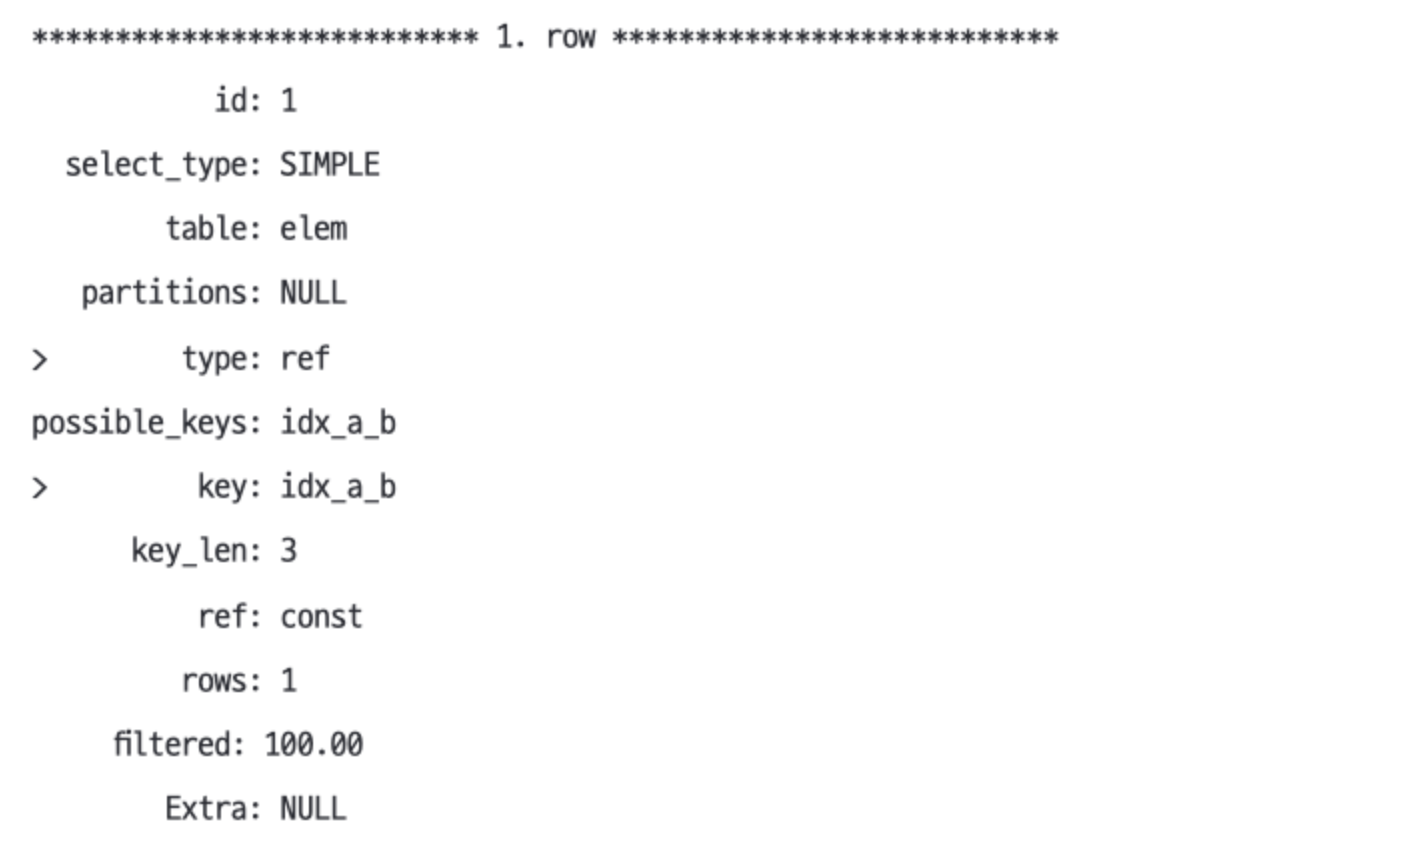 *************************** 1. row ***************************
           id: 1
  select_type: SIMPLE
        table: elem
   partitions: NULL
>        type: ref
possible_keys: idx_a_b
>         key: idx_a_b
      key_len: 3
          ref: const
         rows: 1
     filtered: 100.00
        Extra: NULL